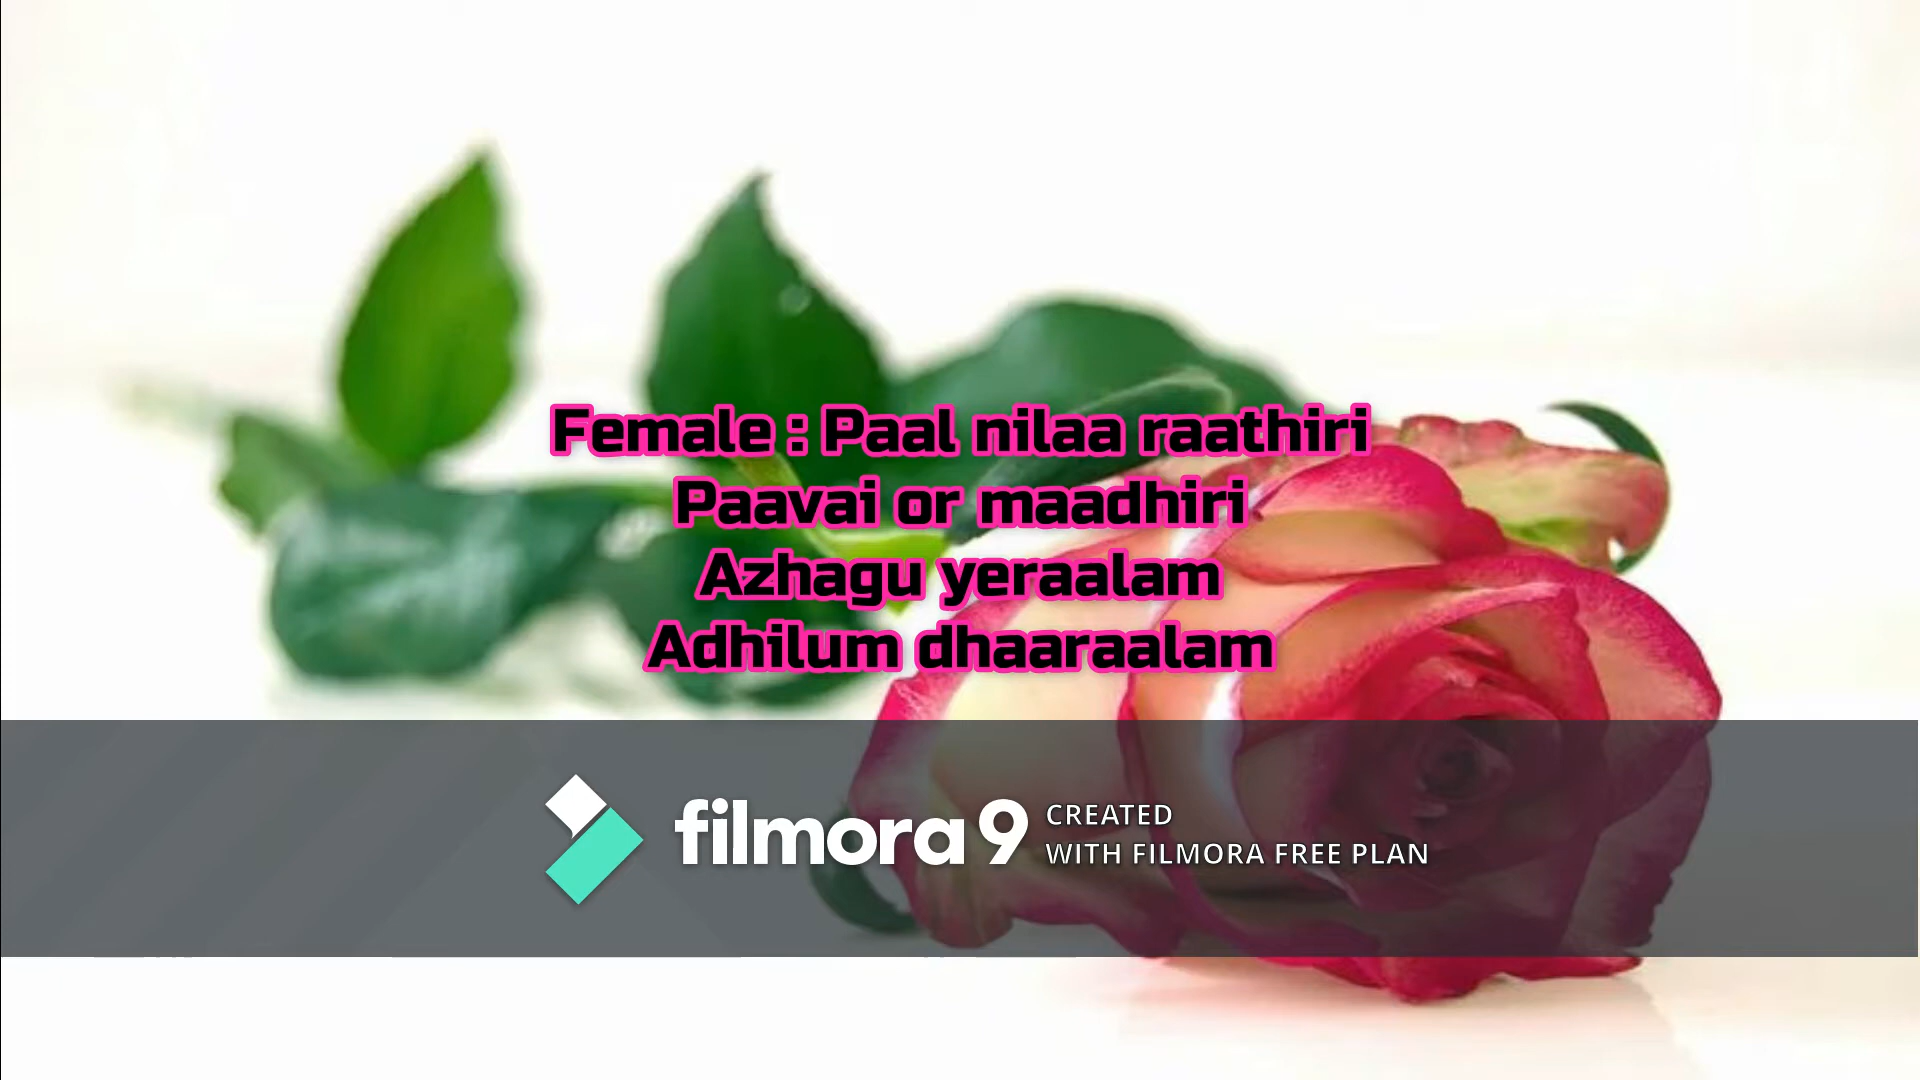 Female : Paal nilaa raathiri
Paavai or maadhiri
Azhagu yeraalam
Adhilum dhaaraalam
filmora 9
CREATED
WITH FILMORA FREE PLAN